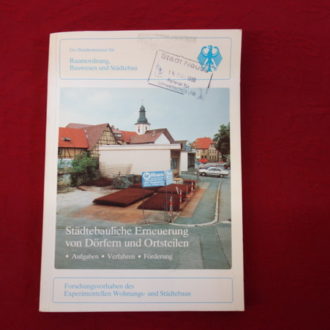 Der Bundesminister für
Raumordnung,
Bauwesen und Städtebau
Städtebauliche Erneuerung
von Dörfern und Ortsteilen
• Aufgaben • Verfahren • Förderung
Forschungsvorhaben des
Experimentellen Wohnungs- und Städtebaus